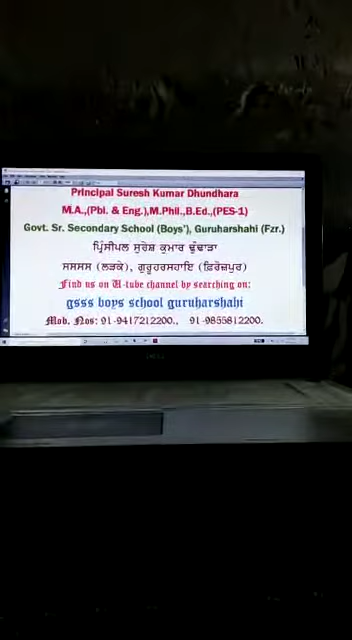 Principal Suresh Kumar Dhundhara
M.A.,(Pbi. & Eng.),M.Phil.,B.Ed.,(PES-1)
Govt. Sr. Secondary School (Boys'), Guruharshahi (Fzr.)
ਪ੍ਰਿੰਸੀਪਲ ਸੁਰੇਸ਼ ਕੁਮਾਰ ਢੁੰਢਾੜਾ
ਸਸਸਸ (ਲੜਕੇ), ਗੁਰੂਹਰਸਹਾਇ (ਫ਼ਿਰੋਜ਼ਪੁਰ)
Find us on U-tube channel by searching on:
gsss boys school guruharshahi
Mob. Nos: 91-9417212200., 91-9855812200.
DELL